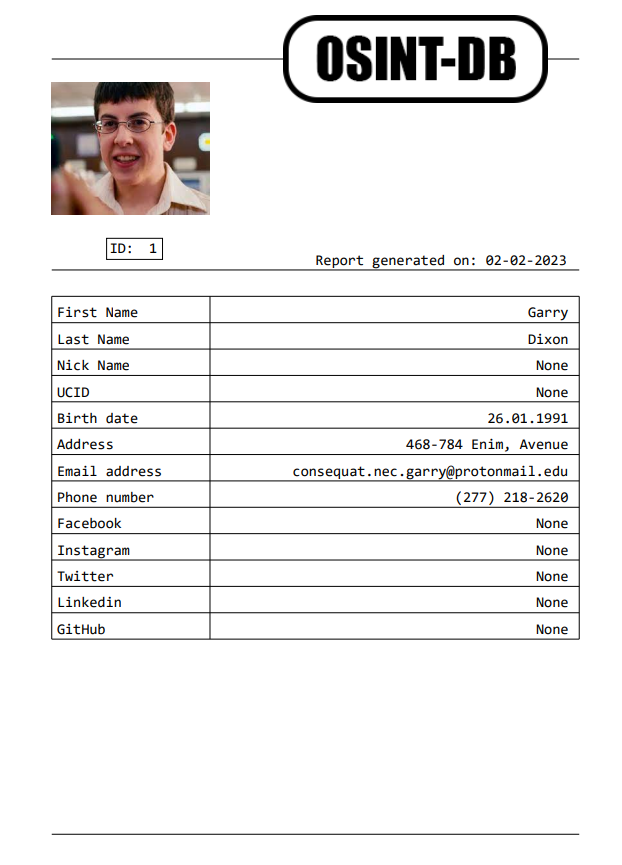 OSINT-DB
ID: 1
Report generated on: 02-02-2023
First Name Garry
Last Name Dixon
Nick Name None
UCID None
Birth date 26.01.1991
Address 468-784 Enim, Avenue
Email address consequat.nec.garry@protonmail.edu
Phone number (277) 218-2620
Facebook None
Instagram None
Twitter None
Linkedin None
GitHub None